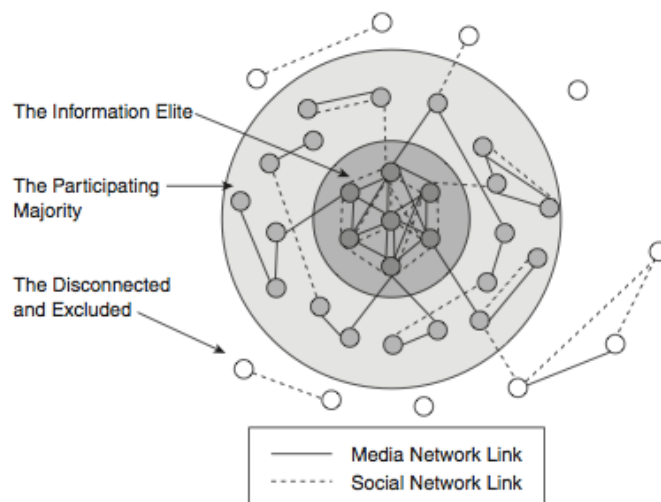 The Information Elite
The Participating
Majority
The Disconnected
and Excluded
Media Network Link
Social Network Link